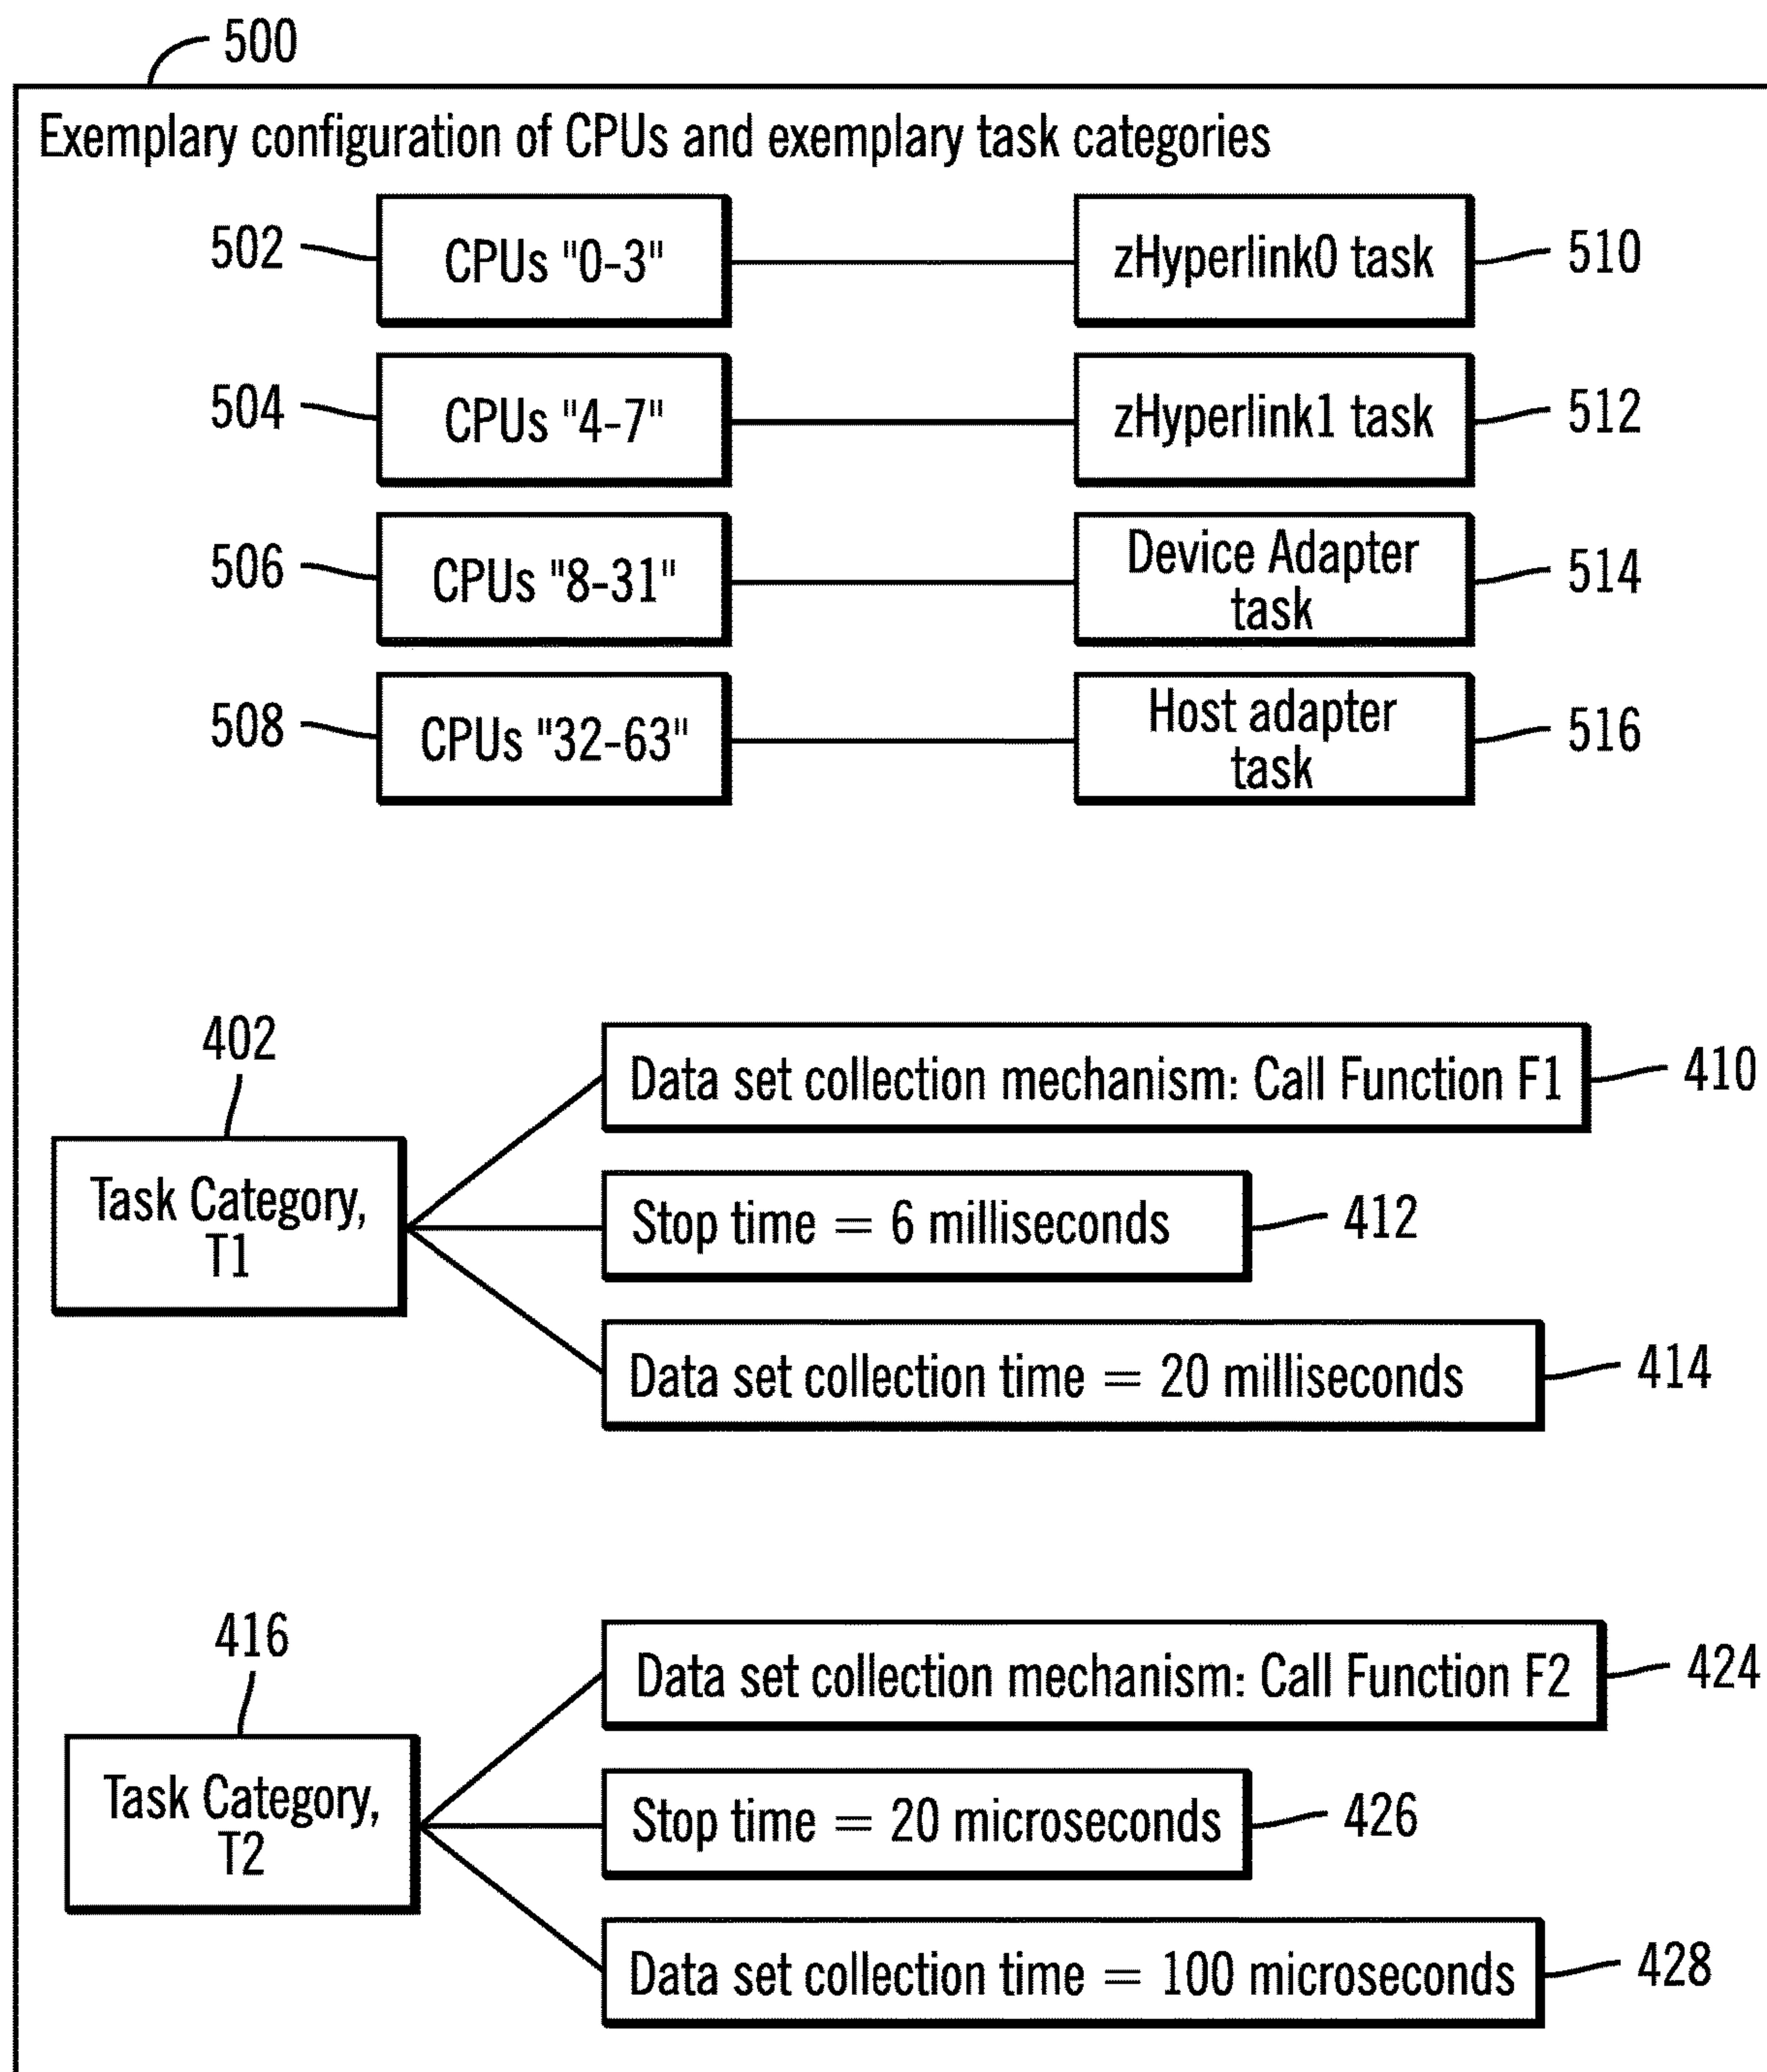 500
Exemplary configuration of CPUs and exemplary task categories
502 CPUs "0-3" zHyperlink0 task 510
504 CPUs "4-7" zHyperlink1 task 512
506 CPUs "8-31" Device Adapter task 514
508 CPUs "32-63" Host adapter task 516
402
Data set collection mechanism: Call Function F1 410
Task Category,
T1
Stop time = 6 milliseconds 412
Data set collection time = 20 milliseconds 414
416
Data set collection mechanism: Call Function F2 424
Task Category,
T2
Stop time = 20 microseconds 426
Data set collection time = 100 microseconds 428